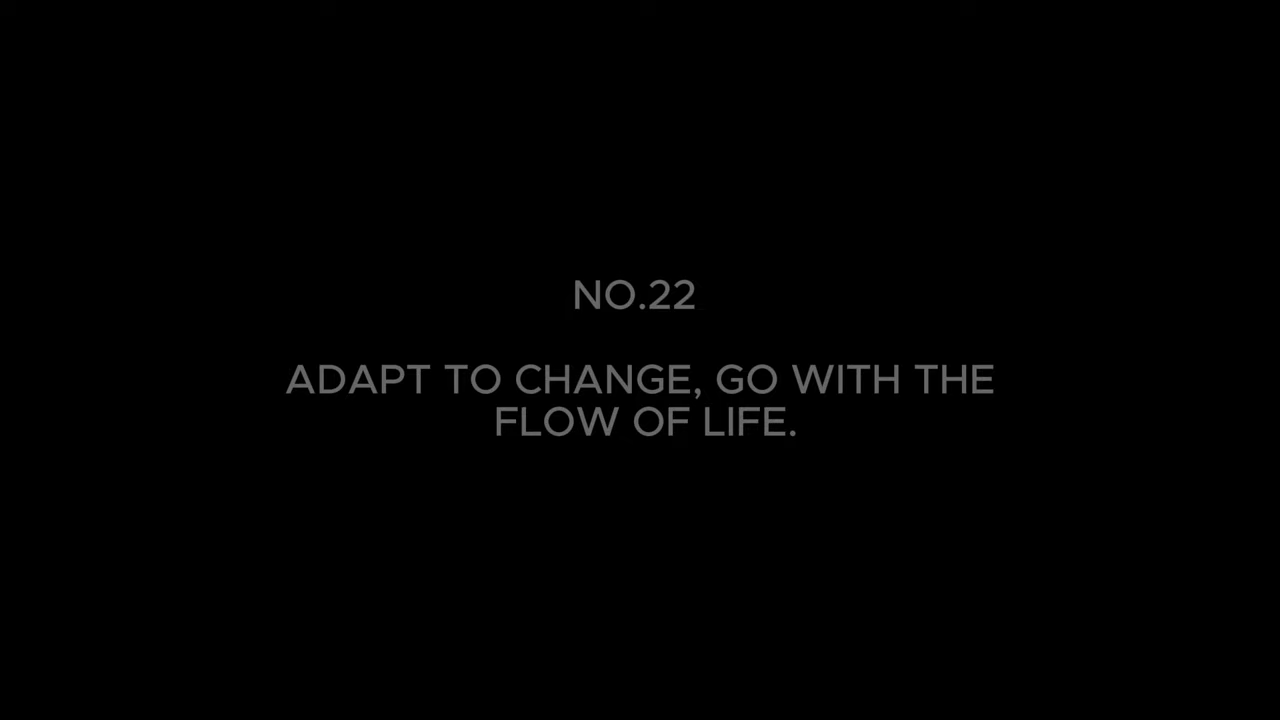 NO.22
ADAPT TO CHANGE, GO WITH THE
FLOW OF LIFE.